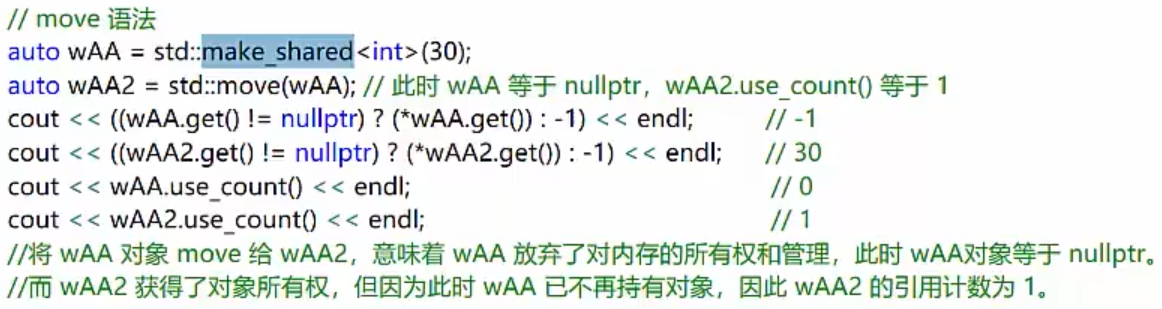 // move 语法
auto wAA = std::make_shared<int>(30);
auto wAA2 = std::move(wAA); // 此时 wAA 等于 nullptr，wAA2.use_count() 等于 1
cout << ((wAA.get() != nullptr) ? (*wAA.get()) : -1) << endl; // -1
cout << ((wAA2.get() != nullptr) ? (*wAA2.get()) : -1) << endl; // 30
cout << wAA.use_count() << endl; // 0
cout << wAA2.use_count() << endl; // 1
//将 wAA 对象 move 给 wAA2，意味着 wAA 放弃了对内存的所有权和管理，此时 wAA对象等于 nullptr。
//而 wAA2 获得了对象所有权，但因为此时 wAA 已不再持有对象，因此 wAA2 的引用计数为 1。